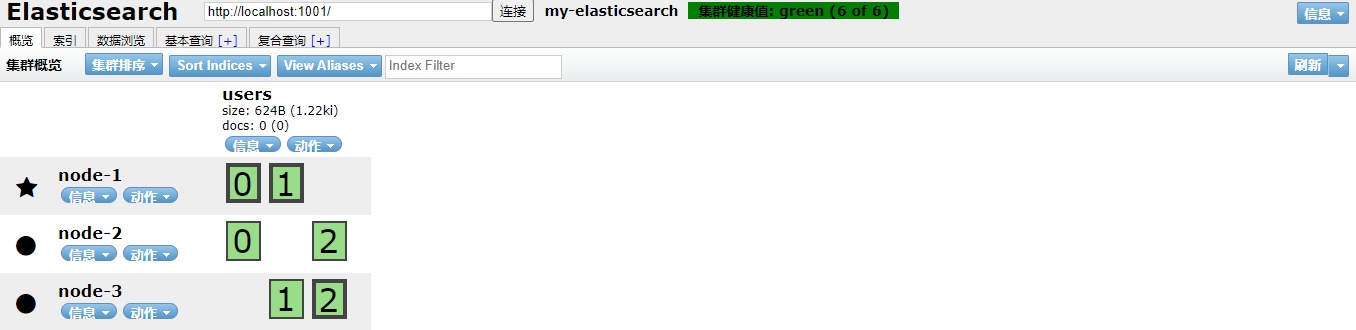 Elasticsearch http://localhost:1001/ 连接 my-elasticsearch 集群健康值: green (6 of 6) 信息
概览 索引 数据浏览 基本查询 [+] 复合查询 [+]
集群概览 集群排序 Sort Indices View Aliases Index Filter 刷新
users
size: 624B (1.22ki)
docs: 0 (0)
信息 动作
node-1 0 1
信息 动作
node-2 0 2
信息 动作
node-3 1 2
信息 动作